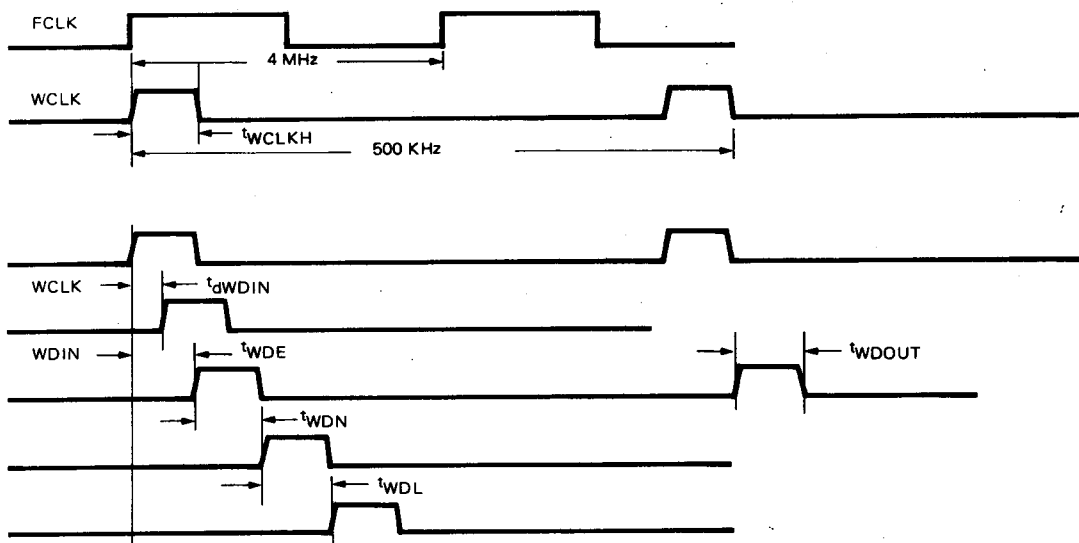 FCLK
4 MHz
WCLK
tWCLKH
500 KHz
WCLK
tdWDIN
WDIN
tWDE
tWDOUT
tWDN
tWDL